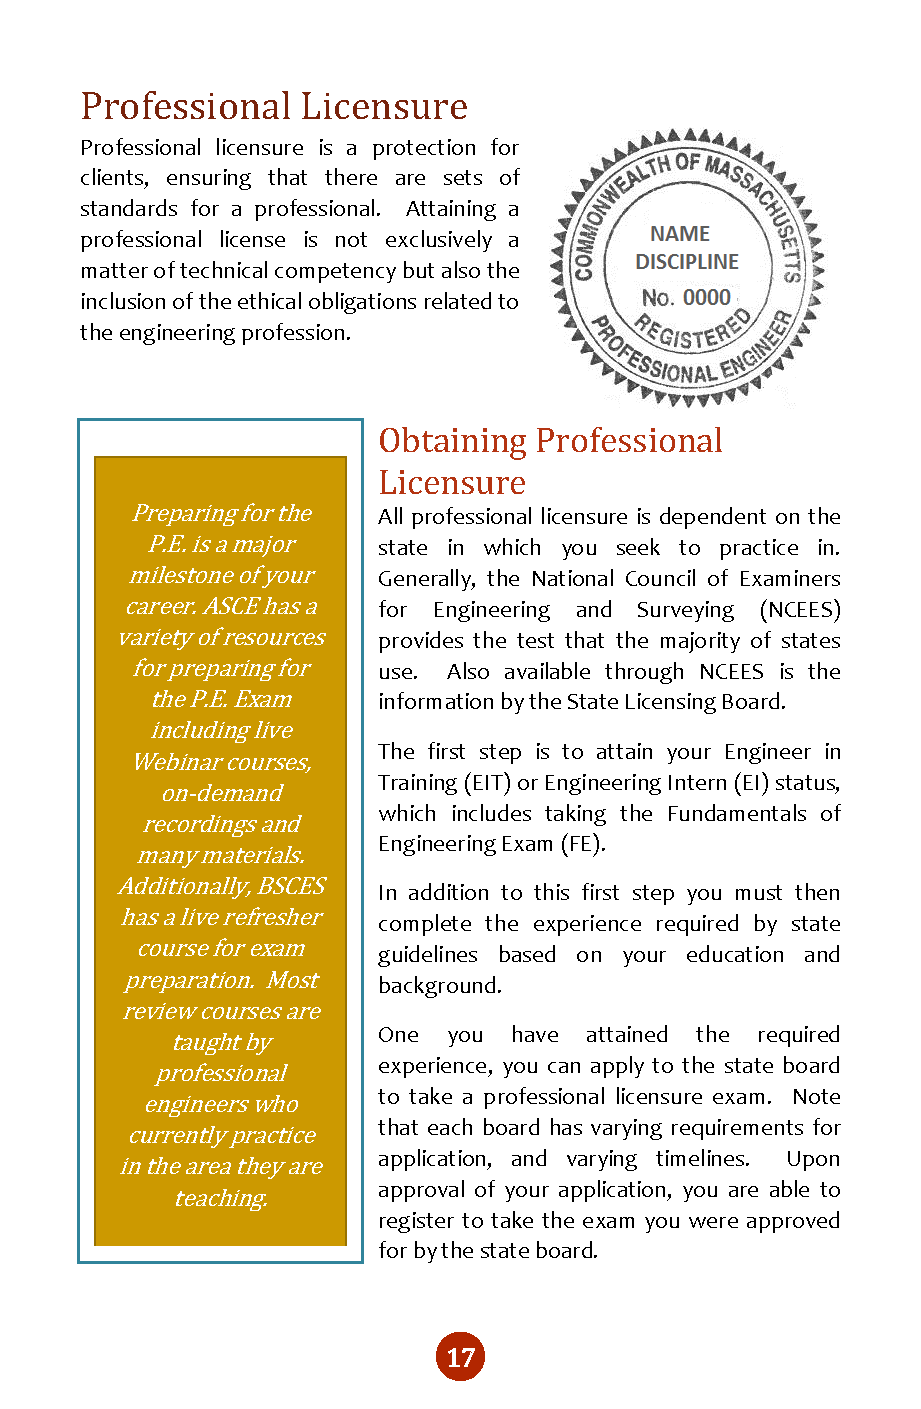 Professional Licensure
Professional licensure is a protection for
clients, ensuring that there are sets of
standards for a professional.  Attaining a
professional license is not exclusively a
matter of technical competency but also the
inclusion of the ethical obligations related to
the engineering profession.
COMMONWEALTH OF MASSACHUSETTS
NAME
DISCIPLINE
No. 0000
REGISTERED
PROFESSIONAL ENGINEER
Preparing for the
P.E. is a major
milestone of your
career. ASCE has a
variety of resources
for preparing for
the P.E. Exam
including live
Webinar courses,
on-demand
recordings and
many materials.
Additionally, BSCES
has a live refresher
course for exam
preparation.  Most
review courses are
taught by
professional
engineers who
currently practice
in the area they are
teaching.
Obtaining Professional
Licensure
All professional licensure is dependent on the
state in which you seek to practice in.
Generally, the National Council of Examiners
for Engineering and Surveying (NCEES)
provides the test that the majority of states
use.  Also available through NCEES is the
information by the State Licensing Board.
The first step is to attain your Engineer in
Training (EIT) or Engineering Intern (EI) status,
which includes taking the Fundamentals of
Engineering Exam (FE).
In addition to this first step you must then
complete the experience required by state
guidelines based on your education and
background.
One you have attained the required
experience, you can apply to the state board
to take a professional licensure exam.  Note
that each board has varying requirements for
application, and varying timelines.  Upon
approval of your application, you are able to
register to take the exam you were approved
for by the state board.
17